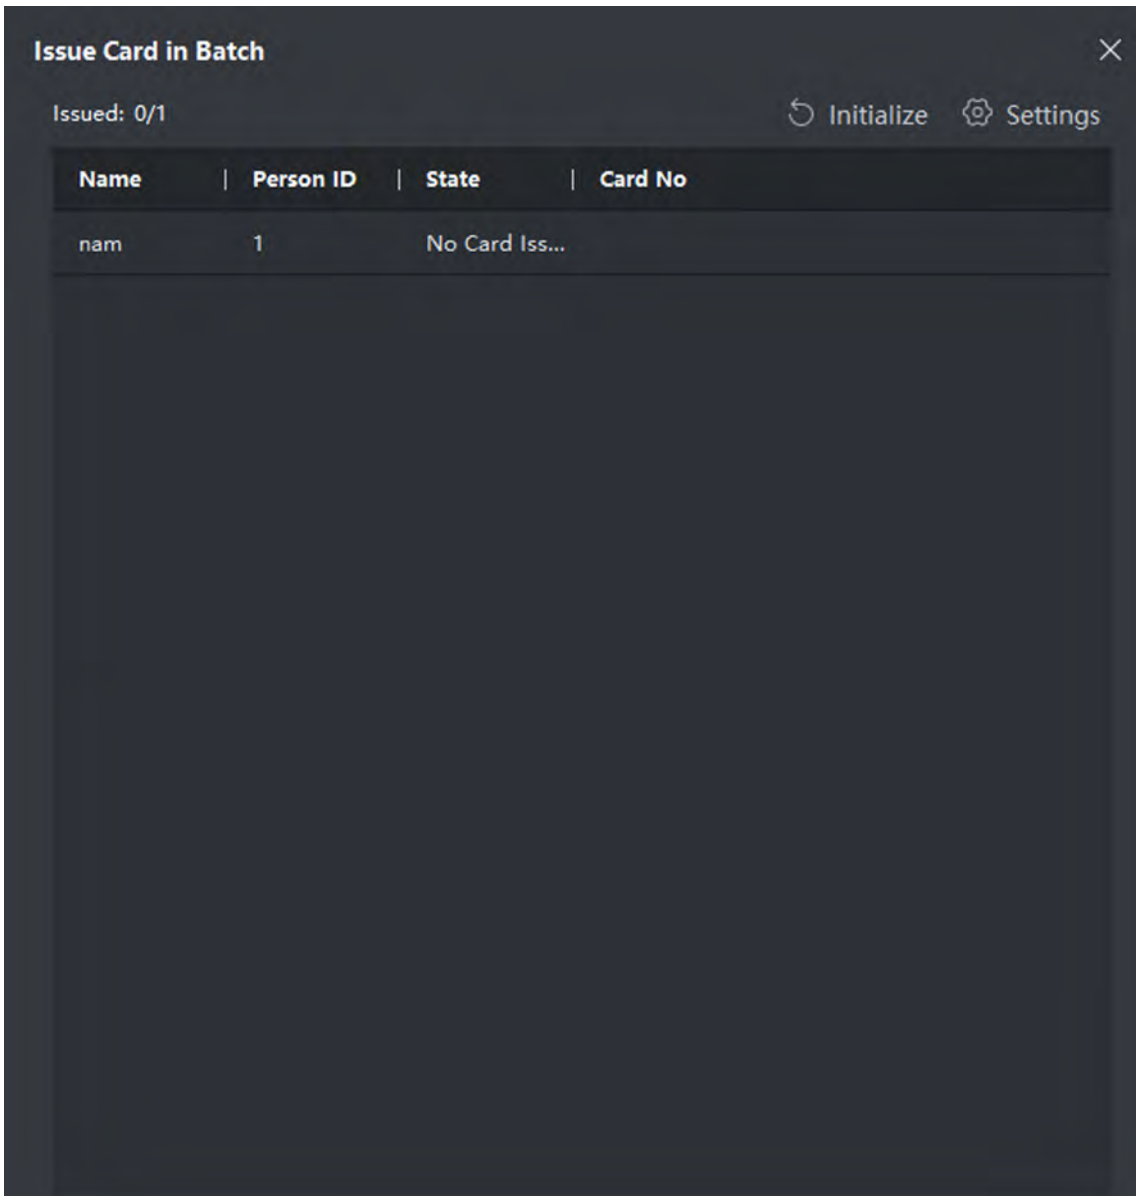 Issue Card in Batch
Issued: 0/1 Initialize Settings
Name | Person ID | State | Card No
nam 1 No Card Iss...